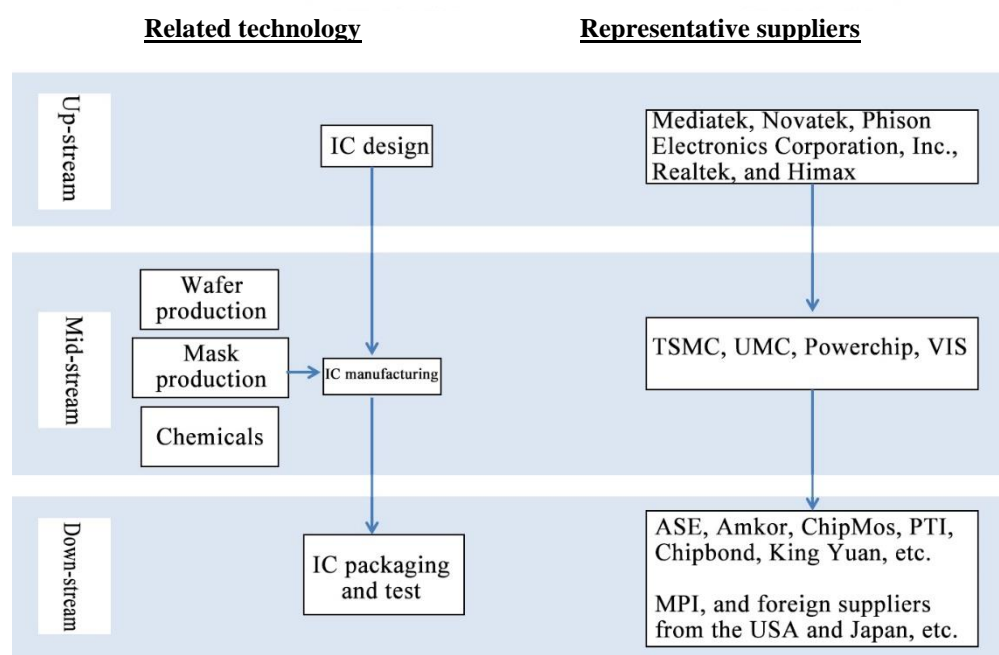 Related technology
Representative suppliers
Up-stream
IC design
Mediatek, Novatek, Phison
Electronics Corporation, Inc.,
Realtek, and Himax
Mid-stream
Wafer
production
Mask
production
Chemicals
IC manufacturing
TSMC, UMC, Powerchip, VIS
Down-stream
IC packaging
and test
ASE, Amkor, ChipMos, PTI,
Chipbond, King Yuan, etc.
MPI, and foreign suppliers
from the USA and Japan, etc.